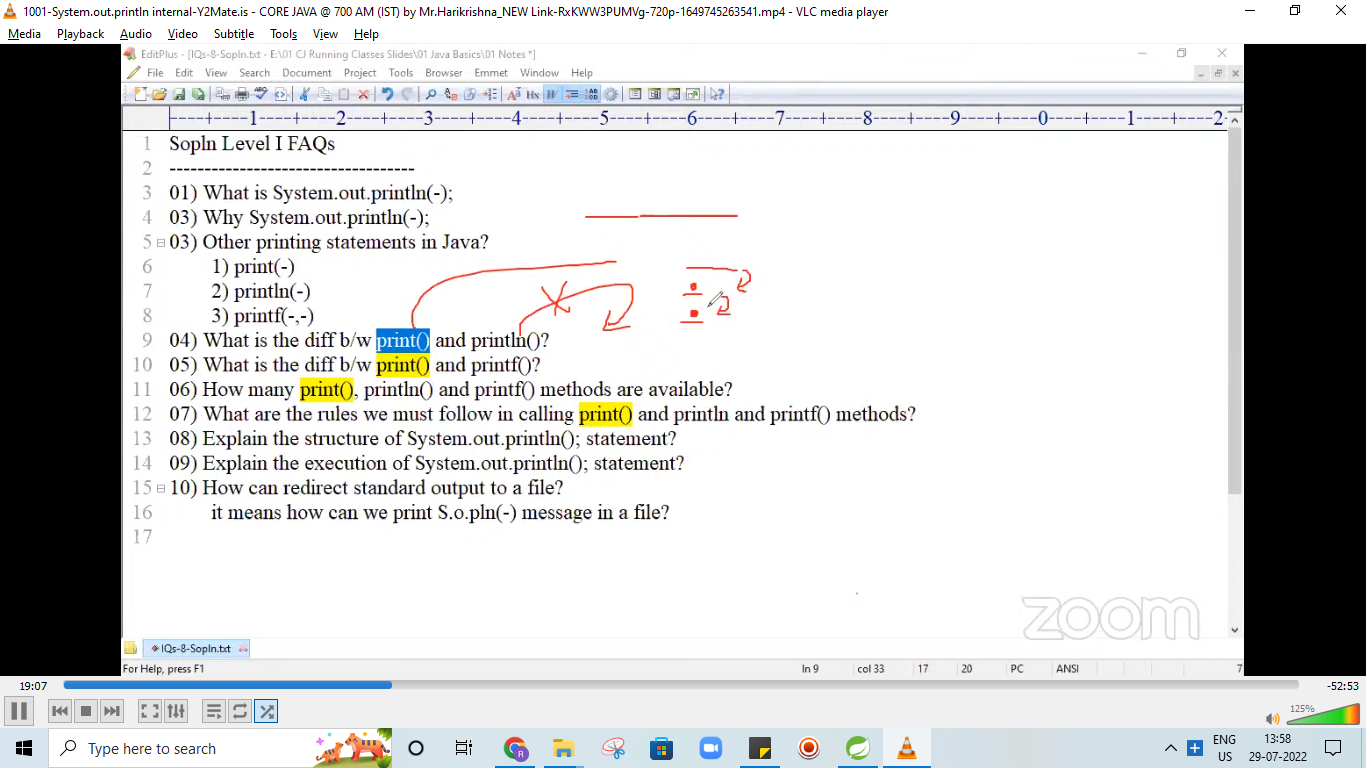 1001-System.out.println internal-Y2Mate.is - CORE JAVA @ 700 AM (IST) by Mr.Harikrishna_NEW Link-RxKWW3PUMVg-720p-1649745263541.mp4 - VLC media player
Media Playback Audio Video Subtitle Tools View Help
EditPlus - [IQs-8-Sopln.txt - E:\01 CJ Running Classes Slides\01 Java Basics\01 Notes *]
File Edit View Search Document Project Tools Browser Emmet Window Help
----+----1----+----2----+----3----+----4----+----5----+----6----+----7----+----8----+----9----+----0----+----1----+----2-
1 Sopln Level I FAQs
2 -----------------------------------
3 01) What is System.out.println(-);
4 03) Why System.out.println(-);
5 03) Other printing statements in Java?
6 1) print(-)
7 2) println(-)
8 3) printf(-,-)
9 04) What is the diff b/w print() and println()?
10 05) What is the diff b/w print() and printf()?
11 06) How many print(), println() and printf() methods are available?
12 07) What are the rules we must follow in calling print() and println and printf() methods?
13 08) Explain the structure of System.out.println(); statement?
14 09) Explain the execution of System.out.println(); statement?
15 10) How can redirect standard output to a file?
16 it means how can we print S.o.pln(-) message in a file?
17
zoom
IQs-8-Sopln.txt
For Help, press F1 ln 9 col 33 17 20 PC ANSI 7
19:07 -52:53
125%
Type here to search
ENG 13:58
US 29-07-2022